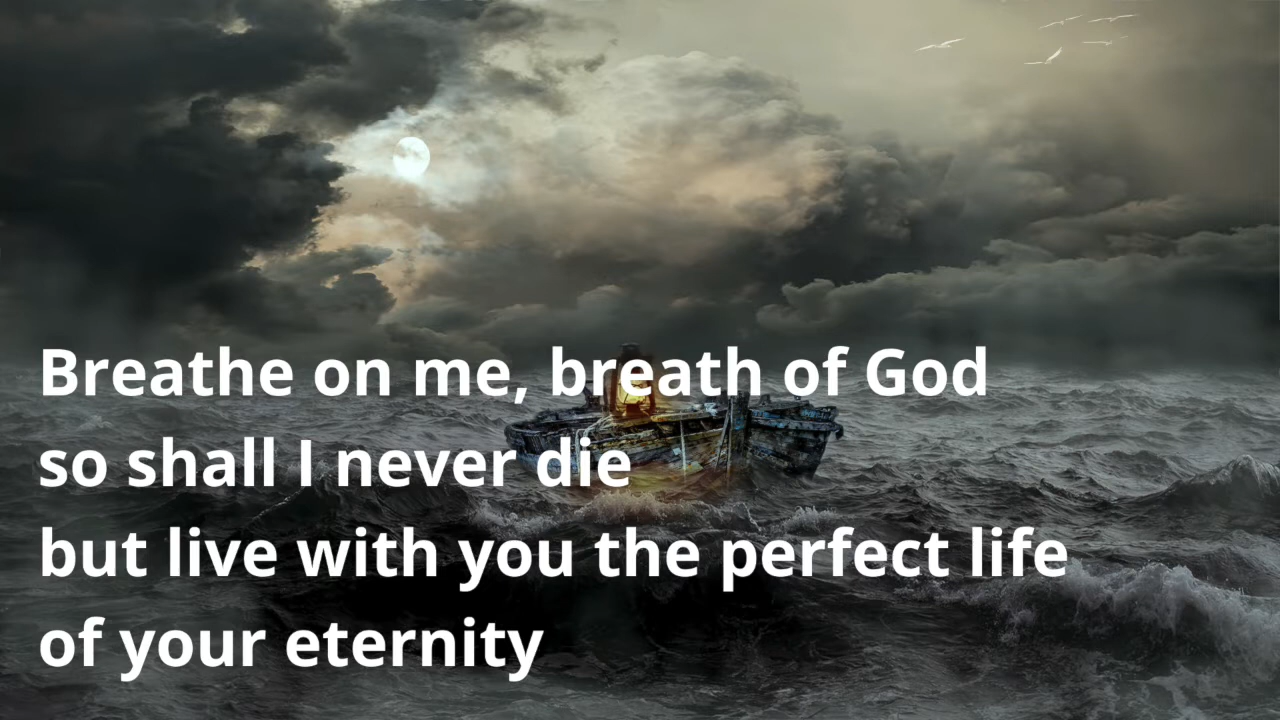 Breathe on me, breath of God
so shall I never die
but live with you the perfect life
of your eternity